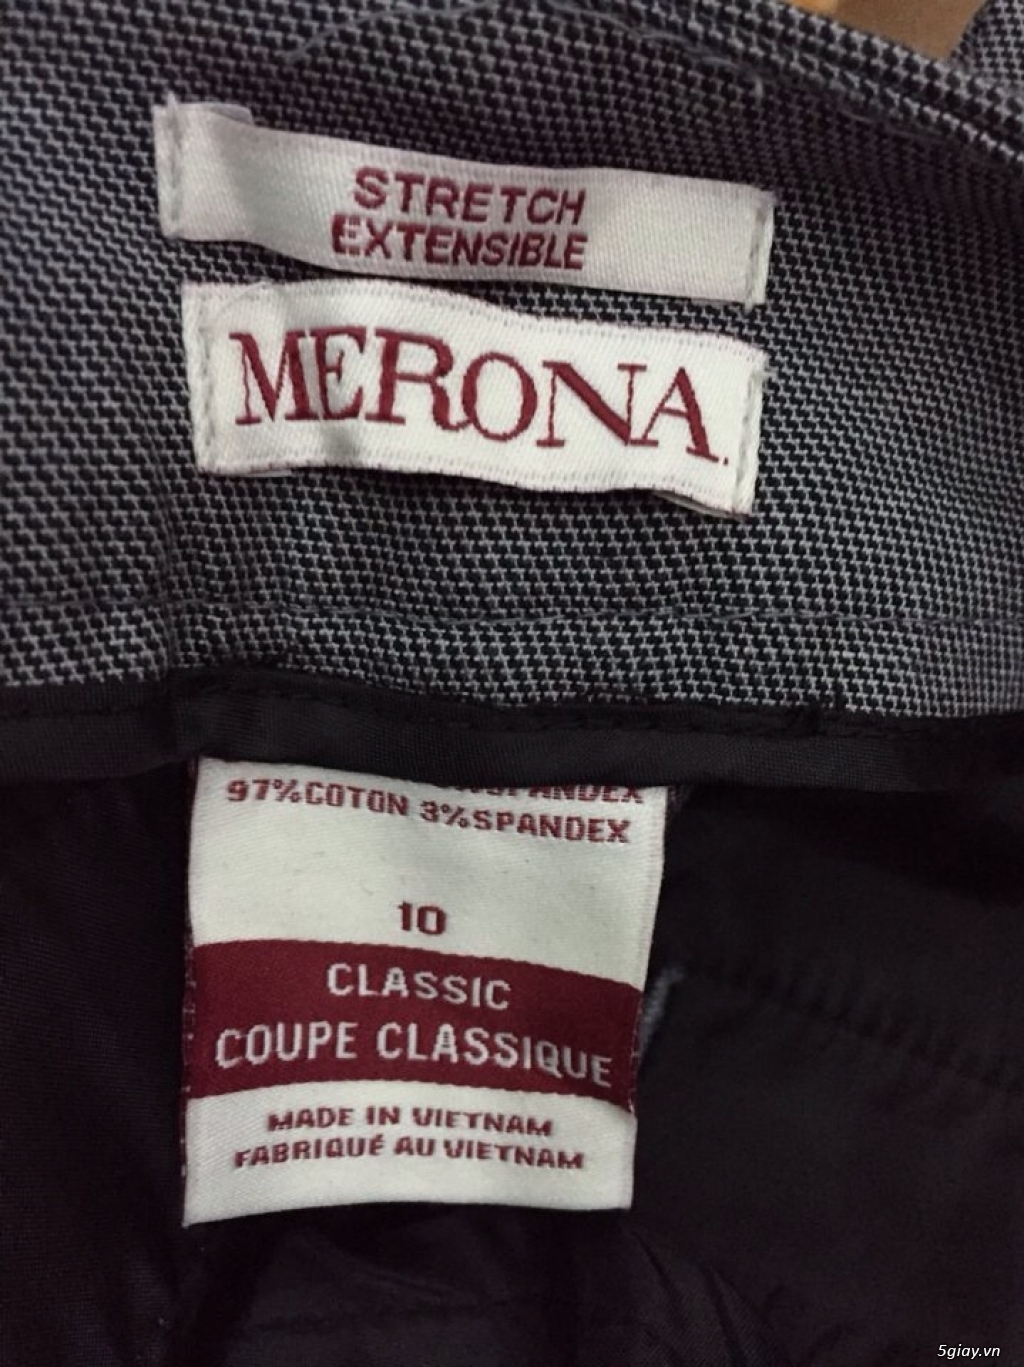 STRETCH
EXTENSIBLE
MERONA.
SPANDEX
97%COTON 3%SPANDEX
10
CLASSIC
COUPE CLASSIQUE
MADE IN VIETNAM
FABRIQUÉ AU VIETNAM
5giay.vn